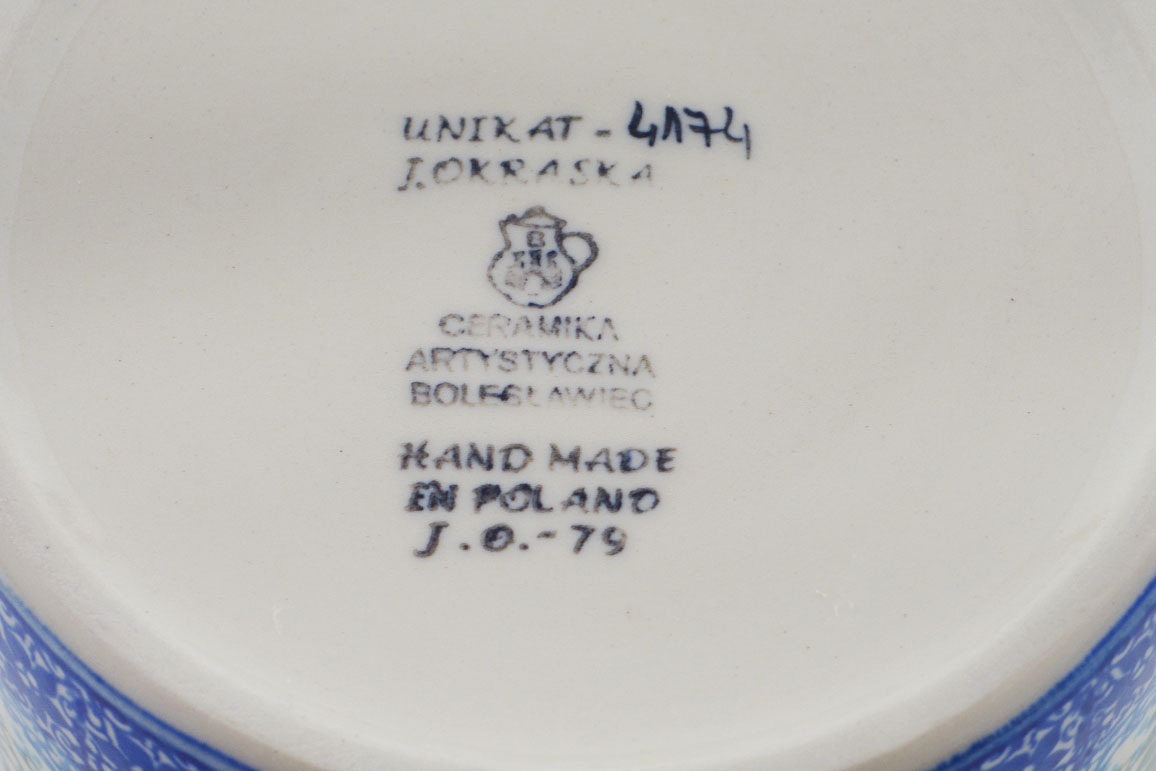 UNIKAT - 4174
J. OKRASKA
CERAMIKA
ARTYSTYCZNA
BOLESŁAWIEC
HAND MADE
EN POLAND
J.O.-79